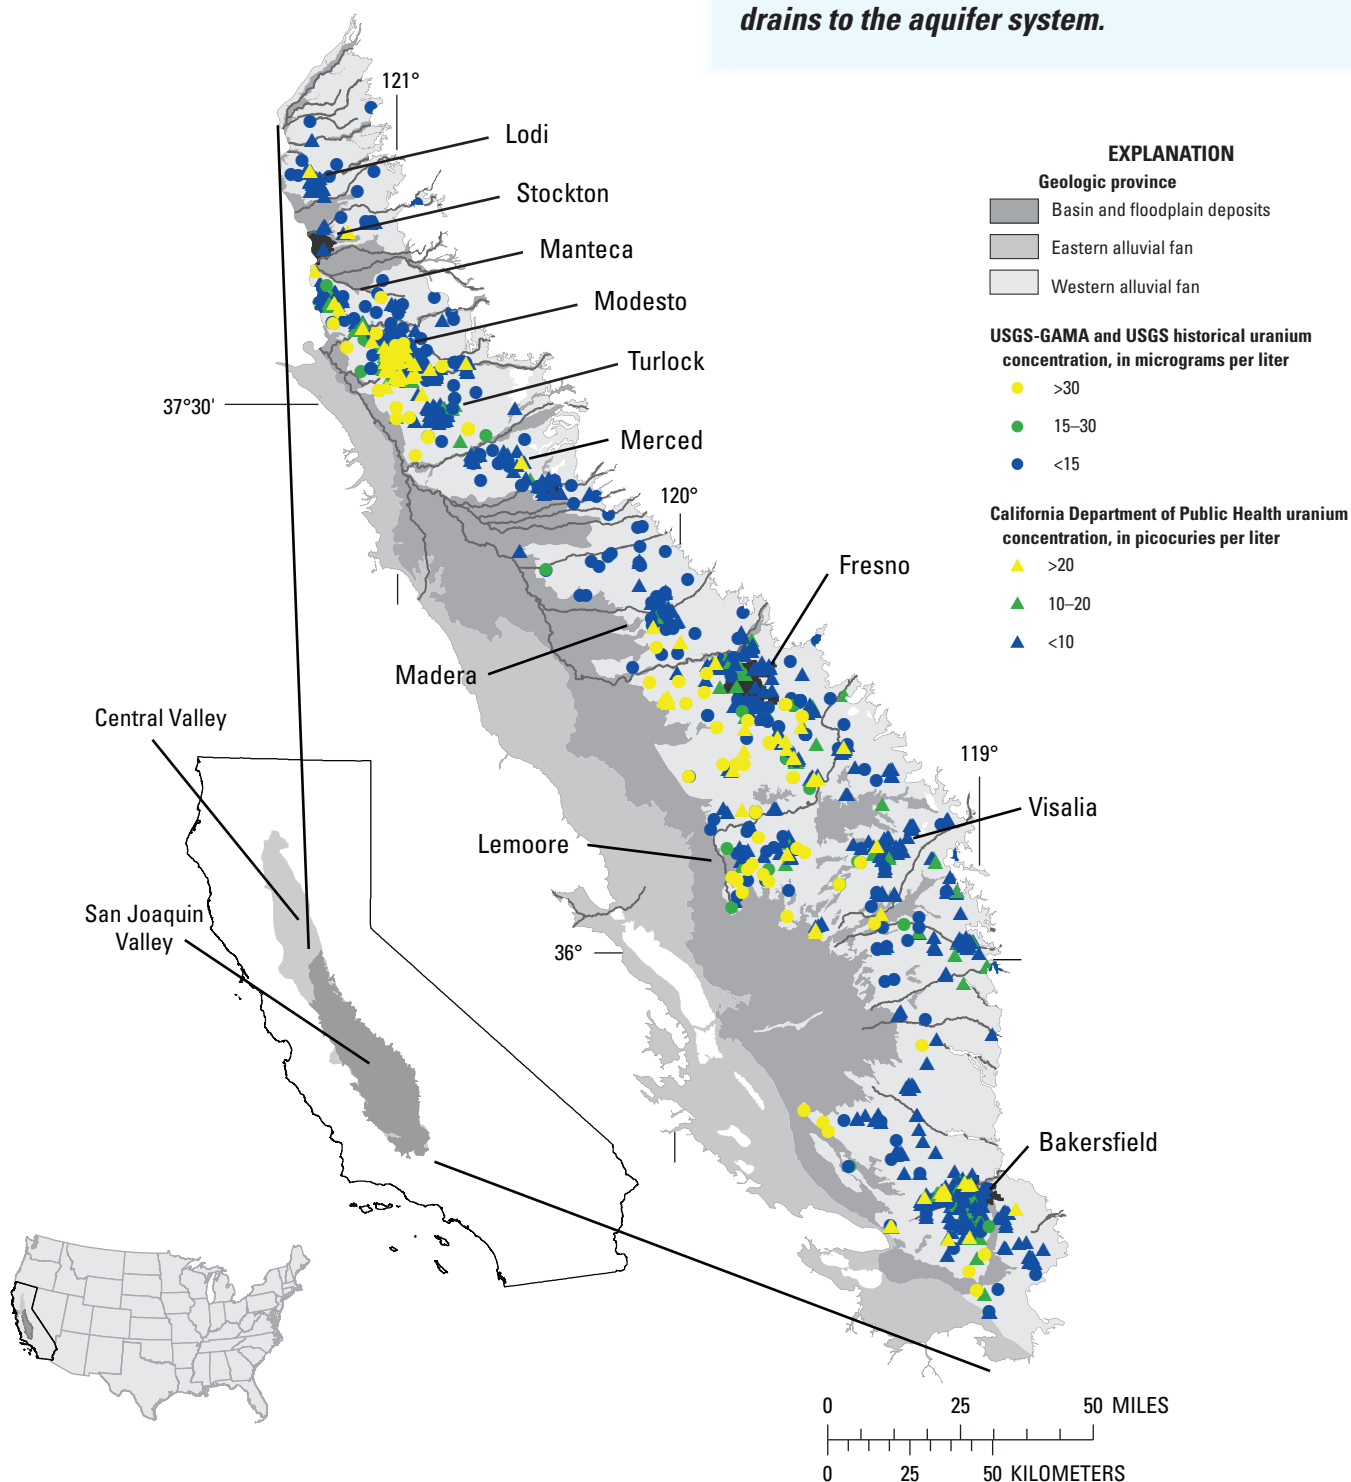 drains to the aquifer system.
121°
Lodi
Stockton
Manteca
Modesto
Turlock
37°30'
Merced
120°
Fresno
Madera
119°
Visalia
Lemoore
36°
Bakersfield
Central Valley
San Joaquin
Valley
EXPLANATION
Geologic province
Basin and floodplain deposits
Eastern alluvial fan
Western alluvial fan
USGS-GAMA and USGS historical uranium
concentration, in micrograms per liter
>30
15–30
<15
California Department of Public Health uranium
concentration, in picocuries per liter
>20
10–20
<10
0 25 50 MILES
0 25 50 KILOMETERS